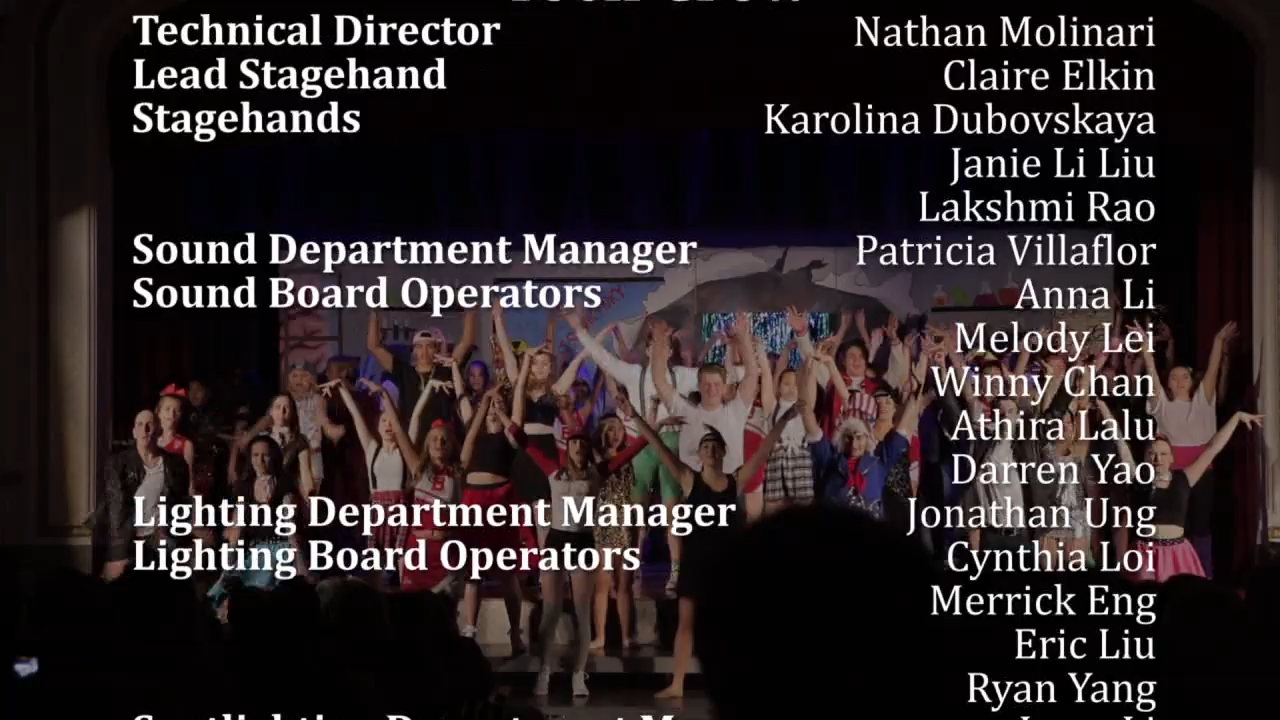 Technical Director Nathan Molinari
Lead Stagehand Claire Elkin
Stagehands Karolina Dubovskaya
Janie Li Liu
Lakshmi Rao
Sound Department Manager Patricia Villaflor
Sound Board Operators Anna Li
Melody Lei
Winny Chan
Athira Lalu
Darren Yao
Lighting Department Manager Jonathan Ung
Lighting Board Operators Cynthia Loi
Merrick Eng
Eric Liu
Ryan Yang